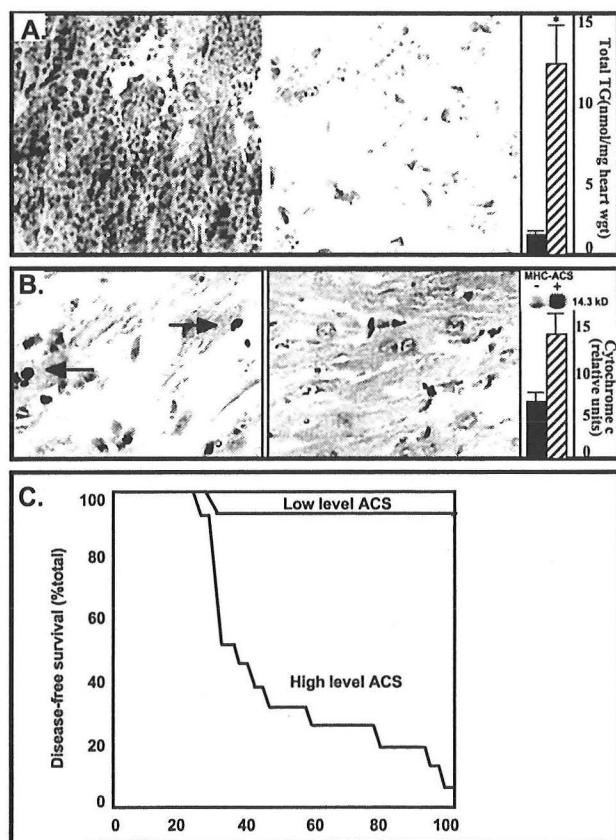 A.
Total TG(nmol/mg heart wgt)
*
15
10
5
0
B.
MHC-ACS
- +
14.3 kD
Cytochrome c
(relative units)
15
10
5
0
C.
Disease-free survival (%total)
100
80
60
40
20
0
Low level ACS
High level ACS
0 20 40 60 80 100